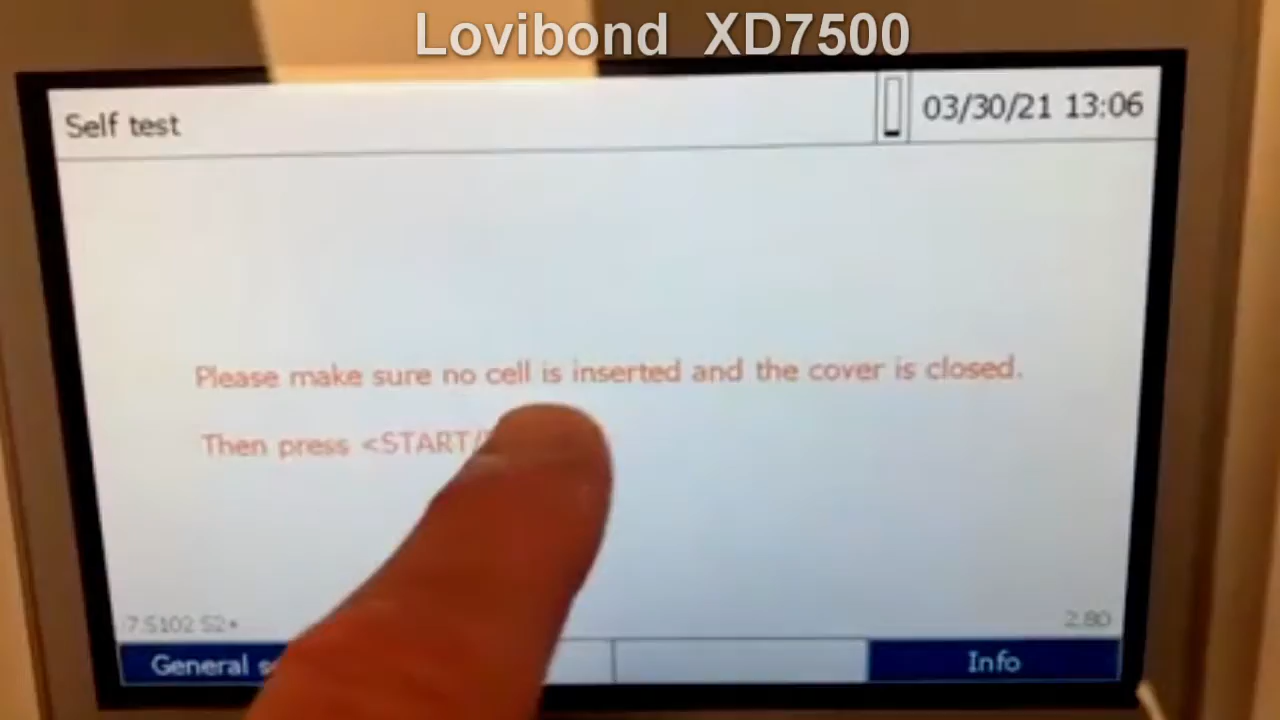 Lovibond XD7500
Self test
03/30/21 13:06
Please make sure no cell is inserted and the cover is closed.
Then press <START/
2.80
General
Info